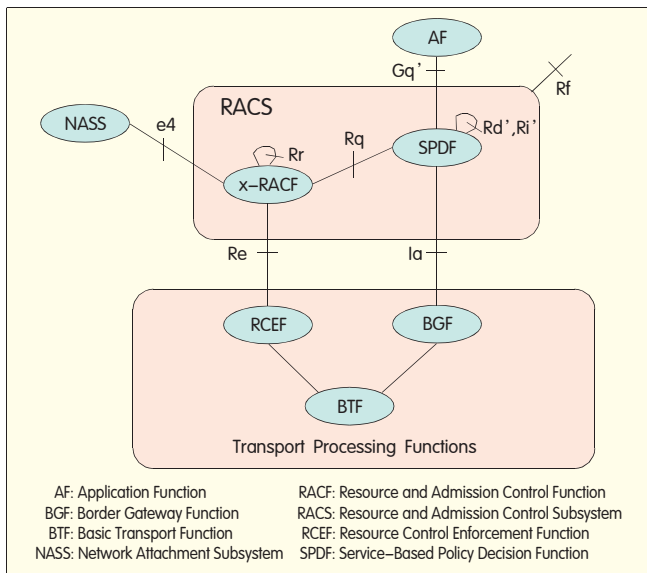 AF
Gq’
Rf
RACS
NASS
e4
Rr
Rq
Rd’,Ri’
SPDF
x–RACF
Re
Ia
RCEF
BGF
BTF
Transport Processing Functions
AF: Application Function
BGF: Border Gateway Function
BTF: Basic Transport Function
NASS: Network Attachment Subsystem
RACF: Resource and Admission Control Function
RACS: Resource and Admission Control Subsystem
RCEF: Resource Control Enforcement Function
SPDF: Service–Based Policy Decision Function